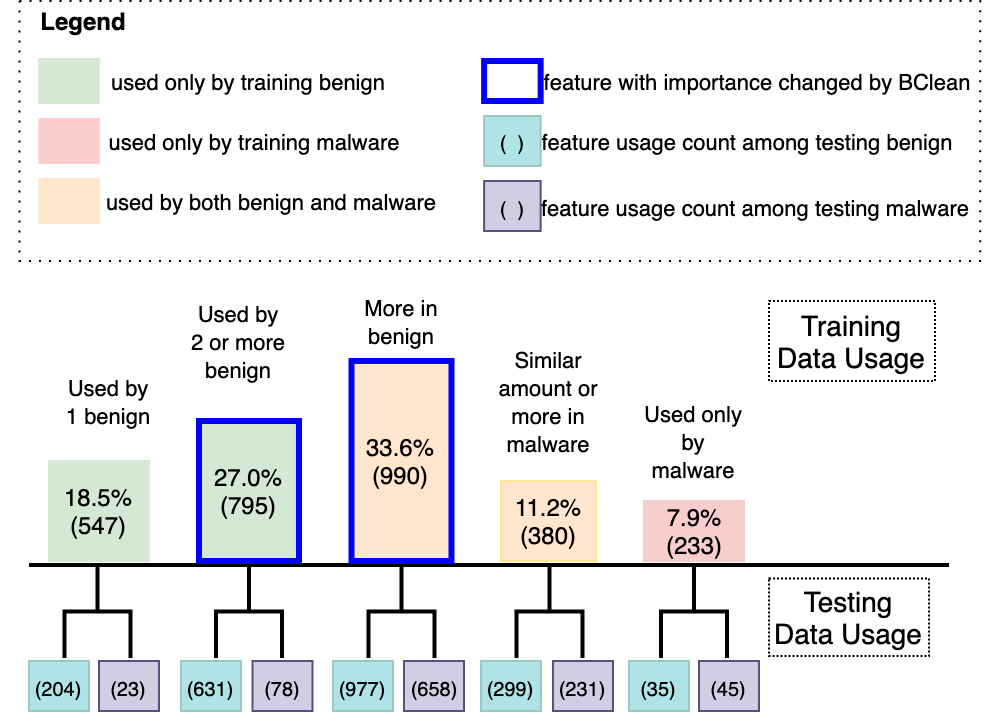 Legend
used only by training benign
used only by training malware
used by both benign and malware
feature with importance changed by BClean
( ) feature usage count among testing benign
( ) feature usage count among testing malware
Used by
1 benign
Used by
2 or more
benign
More in
benign
Similar
amount or
more in
malware
Used only
by
malware
Training
Data Usage
18.5%
(547)
27.0%
(795)
33.6%
(990)
11.2%
(380)
7.9%
(233)
Testing
Data Usage
(204) (23) (631) (78) (977) (658) (299) (231) (35) (45)